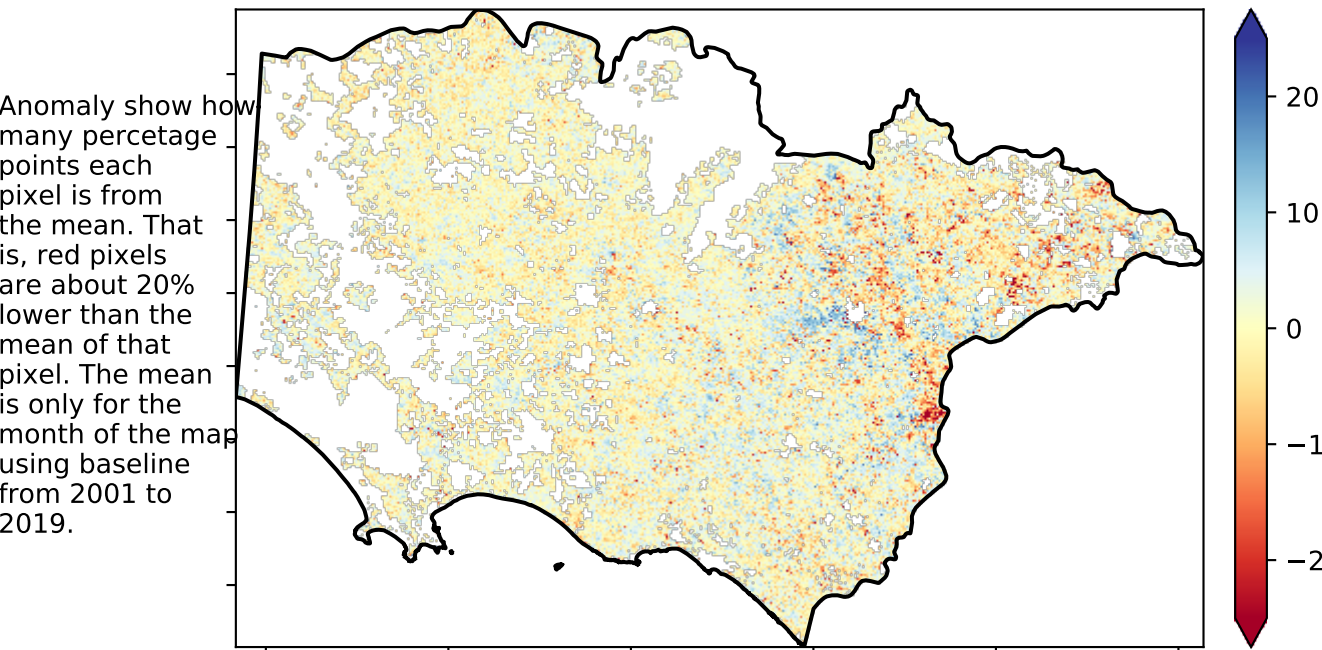 Anomaly show how
many percetage
points each
pixel is from
the mean. That
is, red pixels
are about 20%
lower than the
mean of that
pixel. The mean
is only for the
month of the map
using baseline
from 2001 to
2019.
20
10
0
−1
−2